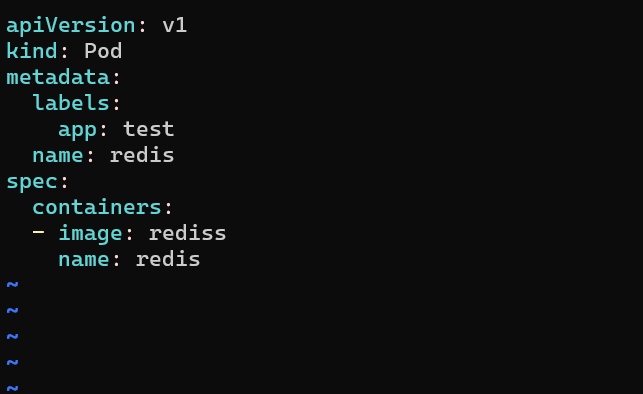 apiVersion: v1
kind: Pod
metadata:
  labels:
    app: test
  name: redis
spec:
  containers:
  - image: rediss
    name: redis
~
~
~
~
~